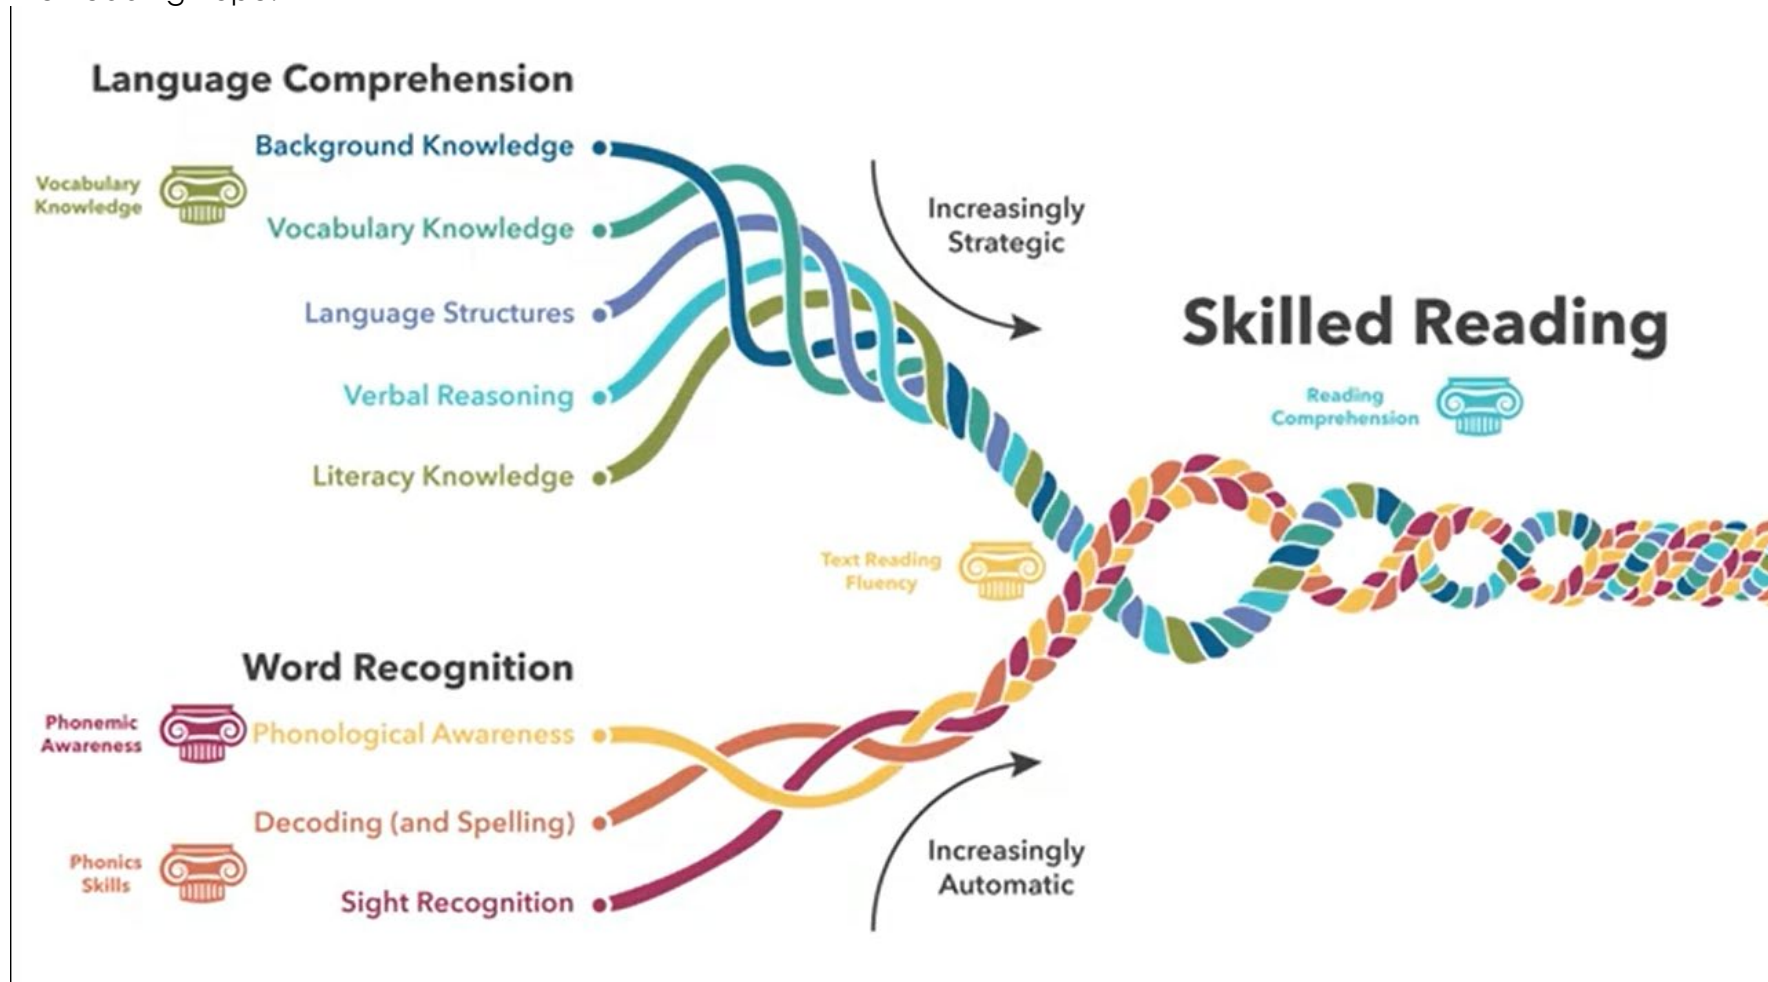 Language Comprehension
Background Knowledge
Vocabulary
Knowledge
Vocabulary Knowledge
Language Structures
Verbal Reasoning
Literacy Knowledge
Increasingly
Strategic
Skilled Reading
Reading
Comprehension
Text Reading
Fluency
Word Recognition
Phonemic
Awareness
Phonological Awareness
Decoding (and Spelling)
Phonics
Skills
Sight Recognition
Increasingly
Automatic